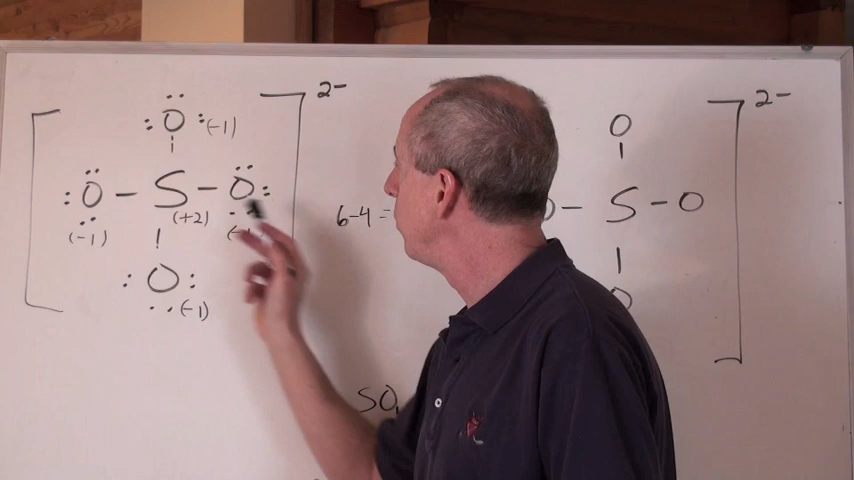 2-
2-
O (-1)
O
O - S - O
(+2)
(-1)
6-4=
S - O
O
(-1)
SO